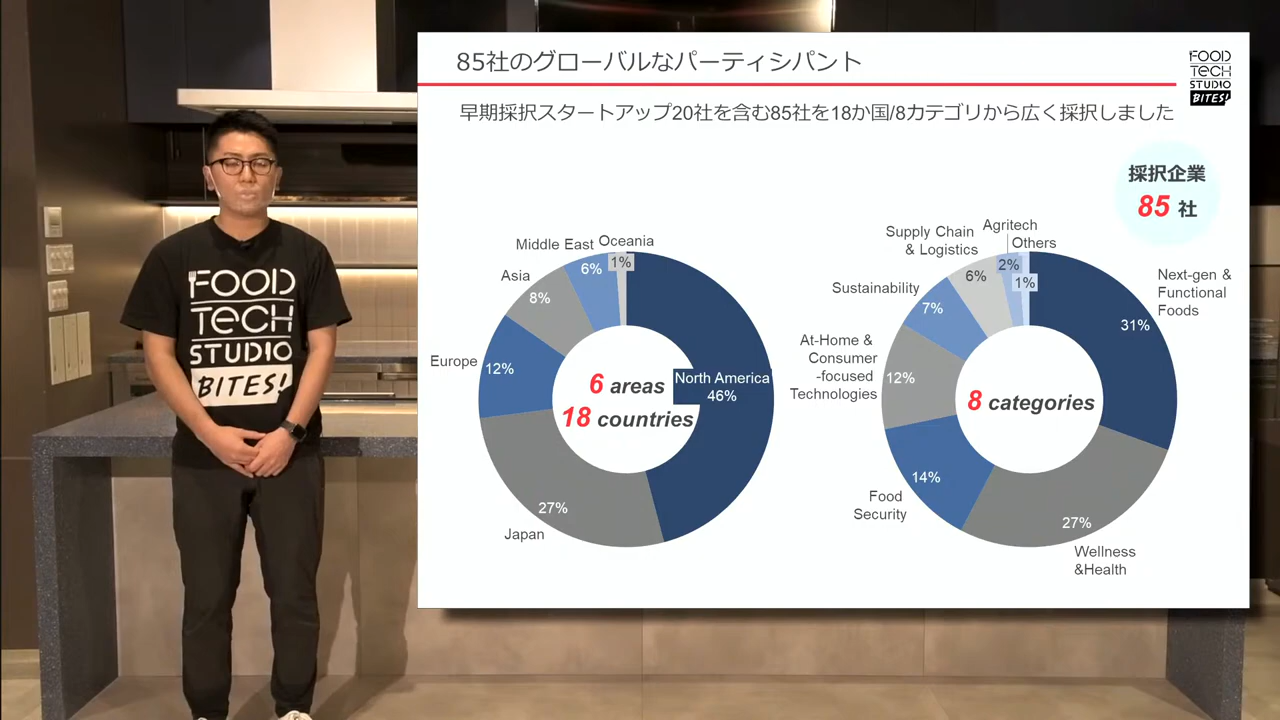 85社のグローバルなパーティシパント
FOOD
TECH
STUDIO
BITES!
早期採択スタートアップ20社を含む85社を18か国/8カテゴリから広く採択しました
採択企業
85 社
Middle East
Oceania
6%
1%
Asia
8%
Europe
12%
North America
46%
6 areas
18 countries
27%
Japan
Supply Chain
& Logistics
Agritech
Others
6%
2%
1%
Sustainability
7%
Next-gen &
Functional
Foods
31%
At-Home &
Consumer
-focused
Technologies
12%
8 categories
14%
Food
Security
27%
Wellness
&Health
FOOD
TECH
STUDIO
BITES!